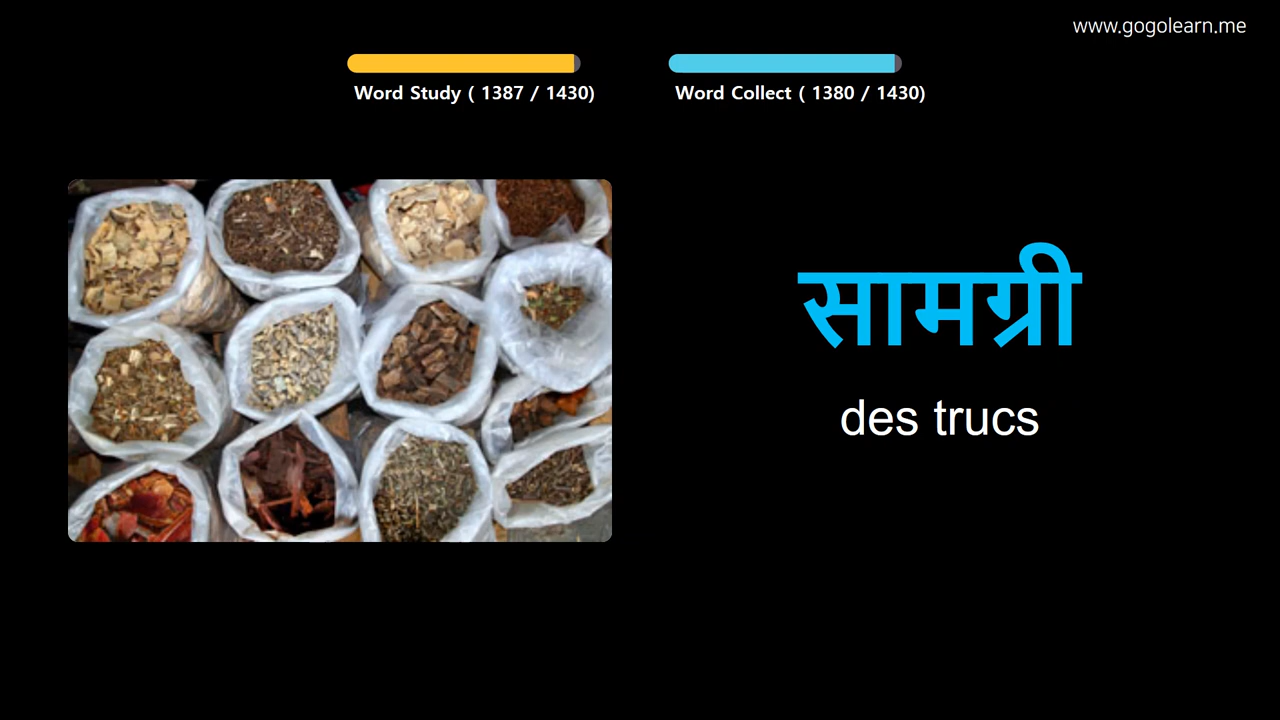 www.gogolearn.me
Word Study ( 1387 / 1430)
Word Collect ( 1380 / 1430)
सामग्री
des trucs